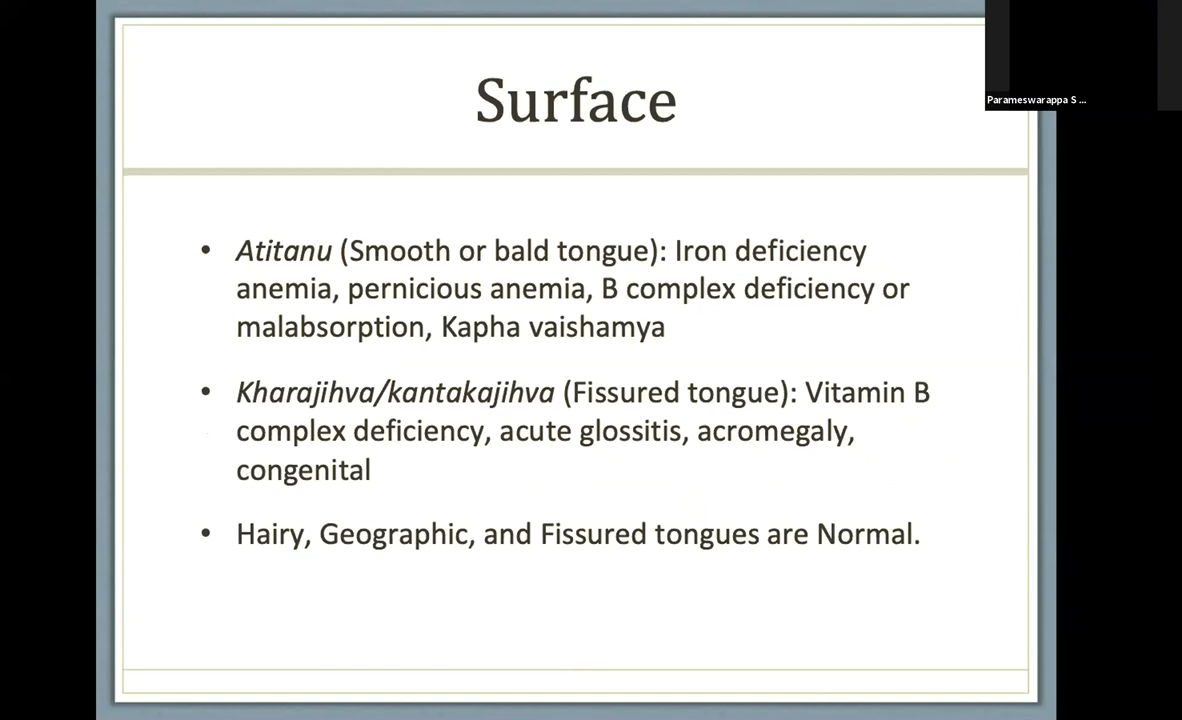 Surface
Parameswarappa S ...
• Atitanu (Smooth or bald tongue): Iron deficiency
anemia, pernicious anemia, B complex deficiency or
malabsorption, Kapha vaishamya
• Kharajihva/kantakajihva (Fissured tongue): Vitamin B
complex deficiency, acute glossitis, acromegaly,
congenital
• Hairy, Geographic, and Fissured tongues are Normal.